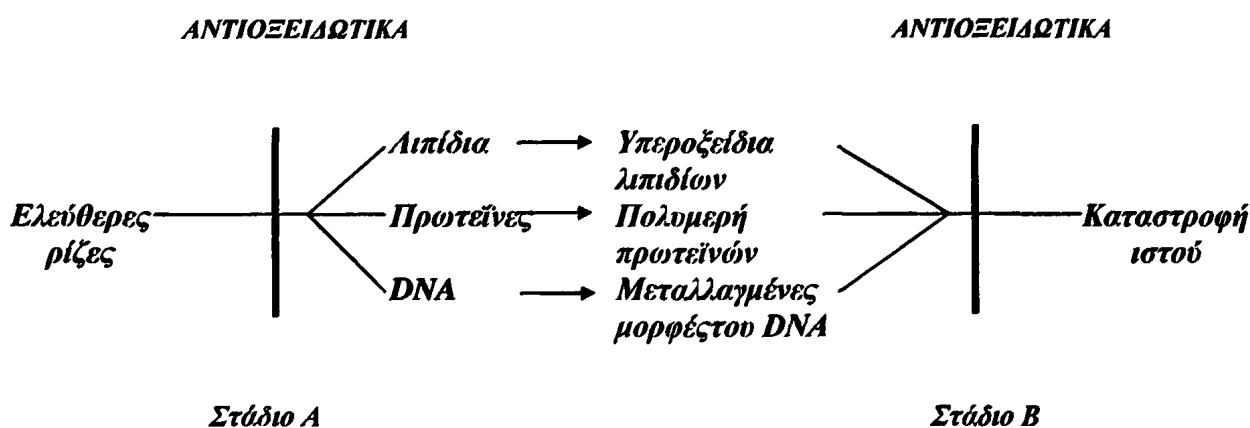 ΑΝΤΙΟΞΕΙΔΩΤΙΚΑ ΑΝΤΙΟΞΕΙΔΩΤΙΚΑ
Λιπίδια Υπεροξείδια
λιπιδίων
Ελεύθερες Πρωτεΐνες Πολυμερή Καταστροφή
ρίζες πρωτεϊνών ιστού
DNA Μεταλλαγμένες
μορφέςτου DNA
Στάδιο Α Στάδιο Β